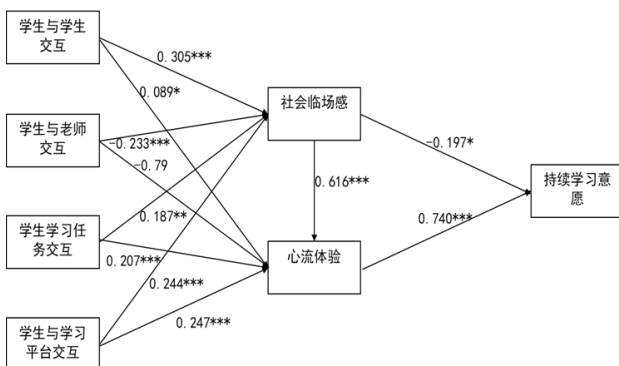 学生与学生
交互
0.305***
0.089*
社会临场感
学生与老师
交互
-0.233***
-0.79
-0.197*
0.616***
持续学习意
愿
学生学习任
务交互
0.187**
0.740***
0.207***
心流体验
0.244***
0.247***
学生与学习
平台交互